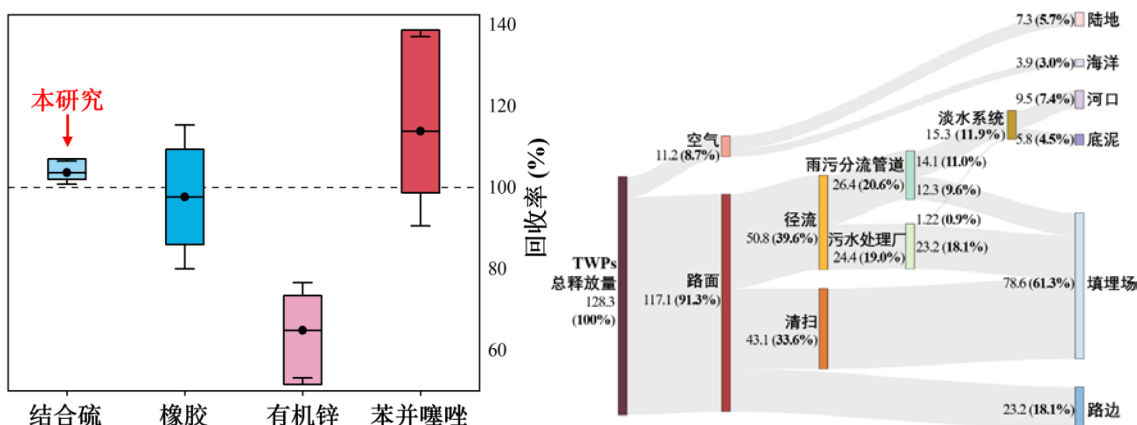 140
120
100
80
60
回收率 (%)
本研究
结合硫
橡胶
有机锌
苯并噻唑
TWPs
总释放量
128.3
(100%)
空气
11.2 (8.7%)
路面
117.1 (91.3%)
径流
50.8 (39.6%)
清扫
43.1 (33.6%)
雨污分流管道
26.4 (20.6%)
污水处理厂
24.4 (19.0%)
淡水系统
15.3 (11.9%)
14.1 (11.0%)
12.3 (9.6%)
1.22 (0.9%)
23.2 (18.1%)
7.3 (5.7%) 陆地
3.9 (3.0%) 海洋
9.5 (7.4%) 河口
5.8 (4.5%) 底泥
78.6 (61.3%) 填埋场
23.2 (18.1%) 路边